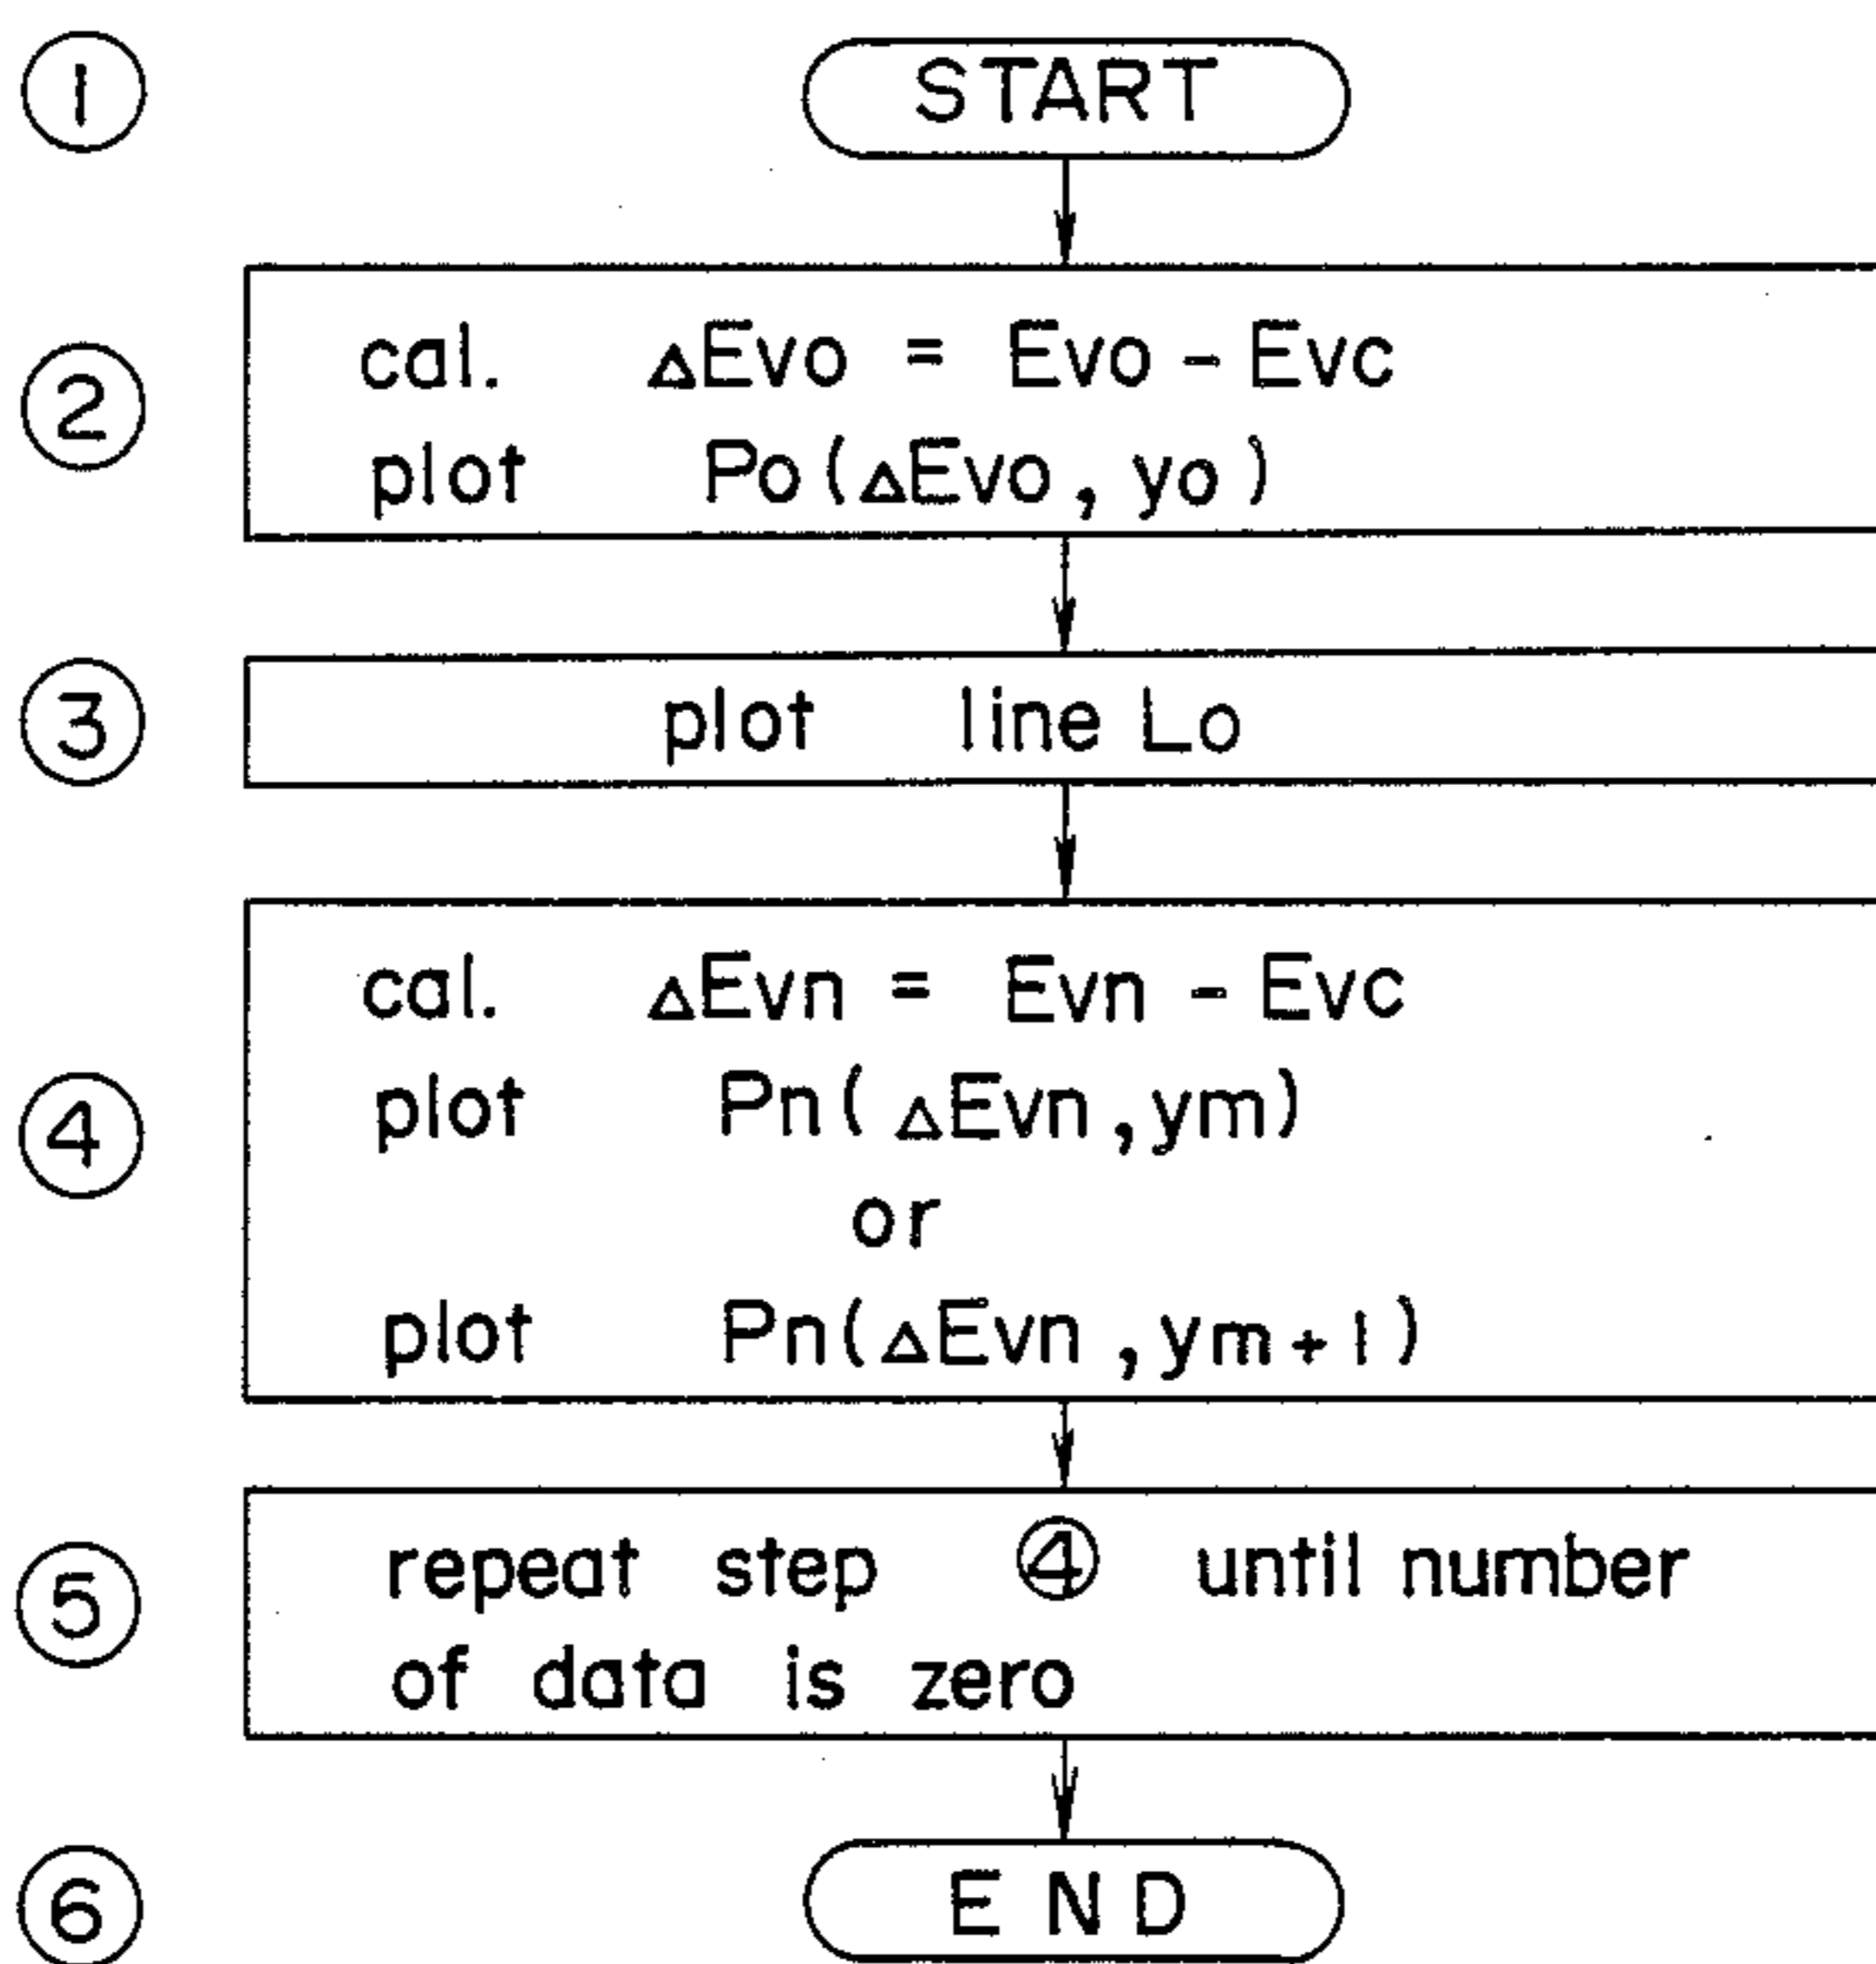 ① START
② cal. ΔEvo = Evo - Evc
plot Po(ΔEvo, yo)
③ plot line Lo
cal. ΔEvn = Evn - Evc
④ plot Pn(ΔEvn, ym)
or
plot Pn(ΔEvn, ym+1)
⑤ repeat step ④ until number
of data is zero
⑥ END